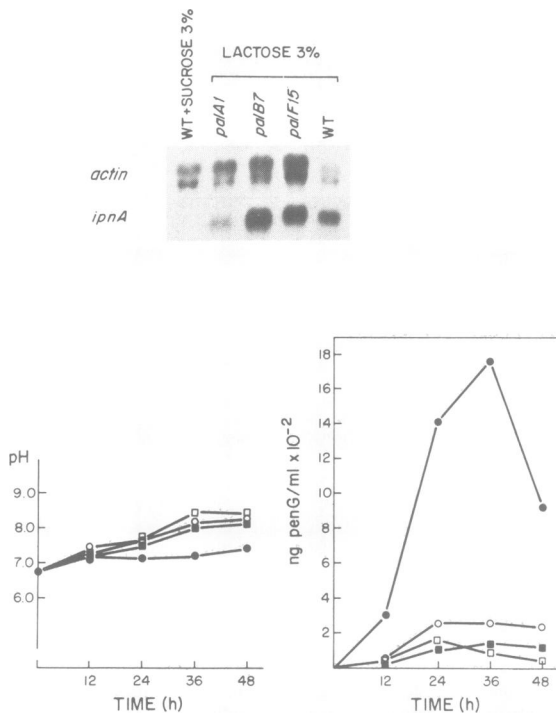 WT+SUCROSE 3%
LACTOSE 3%
palA1
palB7
palF15
WT
actin
ipnA
pH
9.0
8.0
7.0
6.0
12 24 36 48
TIME (h)
ng penG/ml x 10-2
18
16
14
12
10
8
6
4
2
12 24 36 48
TIME (h)